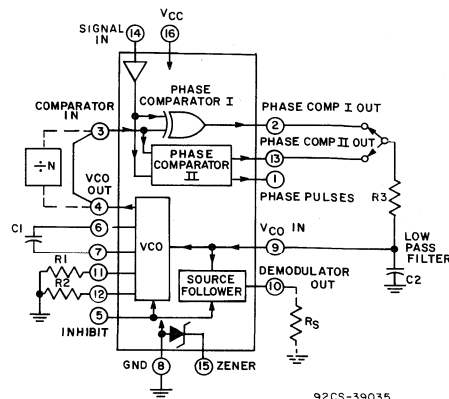 SIGNAL IN
14
VCC
16
COMPARATOR IN
3
PHASE COMPARATOR I
PHASE COMP I OUT
2
PHASE COMP II OUT
13
PHASE COMPARATOR II
1
PHASE PULSES
÷N
VCO OUT
4
R3
C1
6
7
VCO
VCO IN
9
LOW PASS FILTER
C2
R1
11
R2
12
SOURCE FOLLOWER
DEMODULATOR OUT
10
RS
5
INHIBIT
GND
8
15
ZENER
92CS-39035